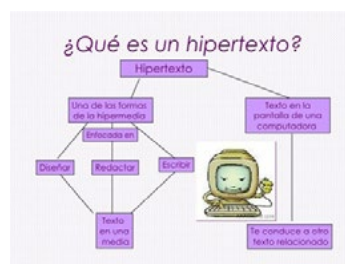 ¿Qué es un hipertexto?
Hipertexto
Una de las formas
de la hipermedia
Texto en la
pantalla de una
computadora
Enfocada en
Diseñar
Redactar
Escribir
Texto
en una
media
Te conduce a otro
texto relacionado